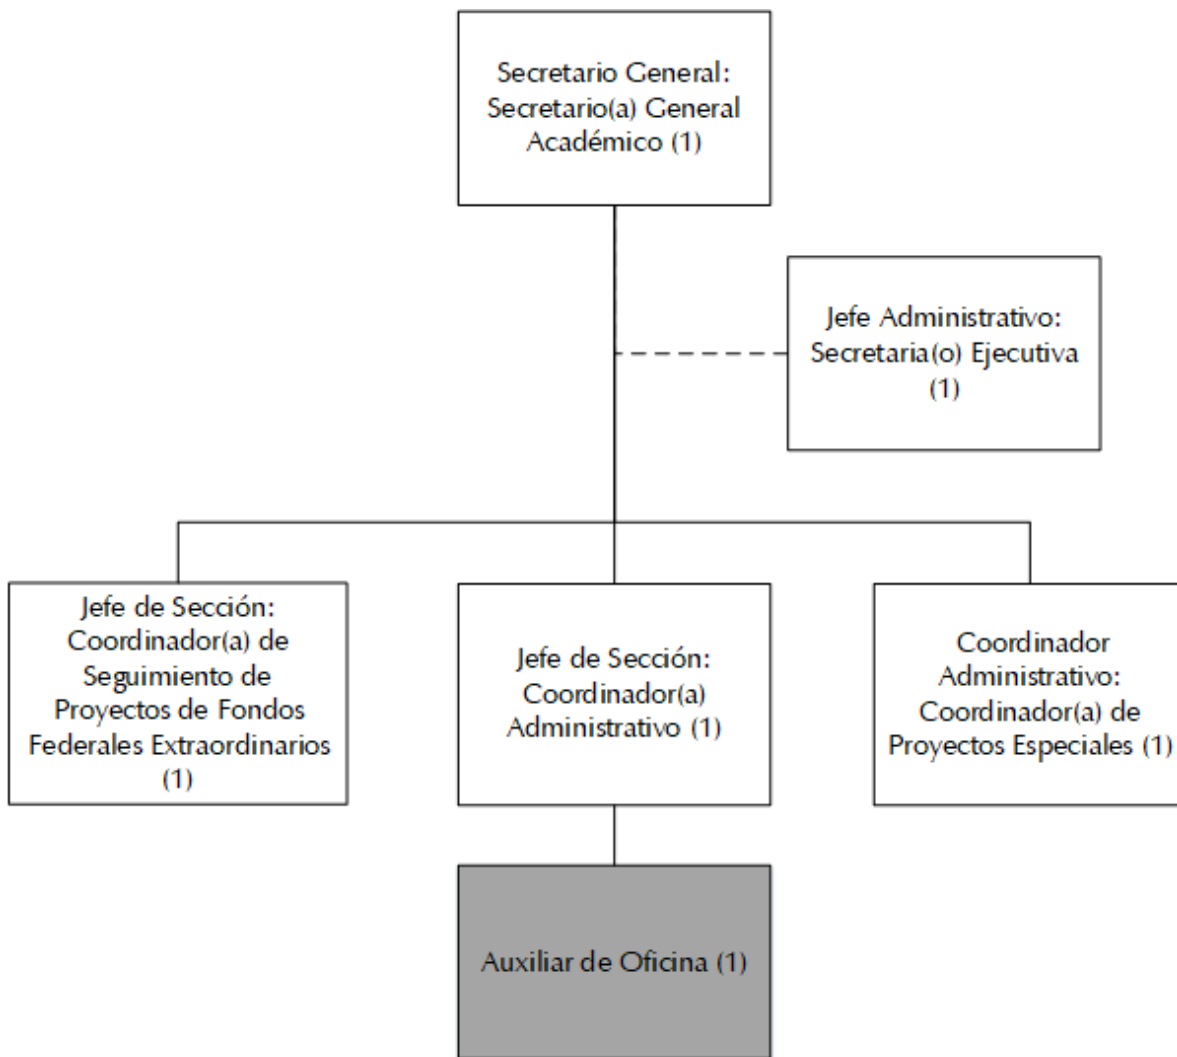 Secretario General:
Secretario(a) General
Académico (1)
Jefe Administrativo:
Secretaria(o) Ejecutiva
(1)
Jefe de Sección:
Coordinador(a) de
Seguimiento de
Proyectos de Fondos
Federales Extraordinarios
(1)
Jefe de Sección:
Coordinador(a)
Administrativo (1)
Coordinador
Administrativo:
Coordinador(a) de
Proyectos Especiales (1)
Auxiliar de Oficina (1)